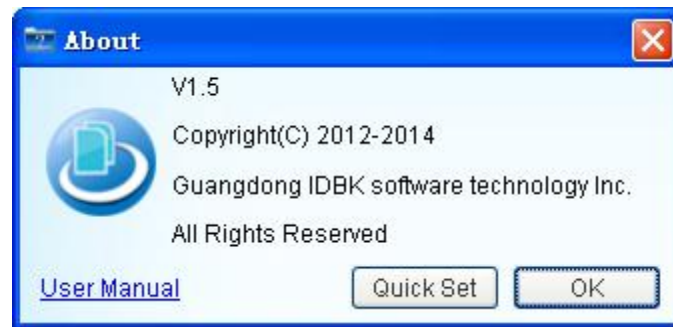 About
V1.5
Copyright(C) 2012-2014
Guangdong IDBK software technology Inc.
All Rights Reserved
User Manual
Quick Set
OK